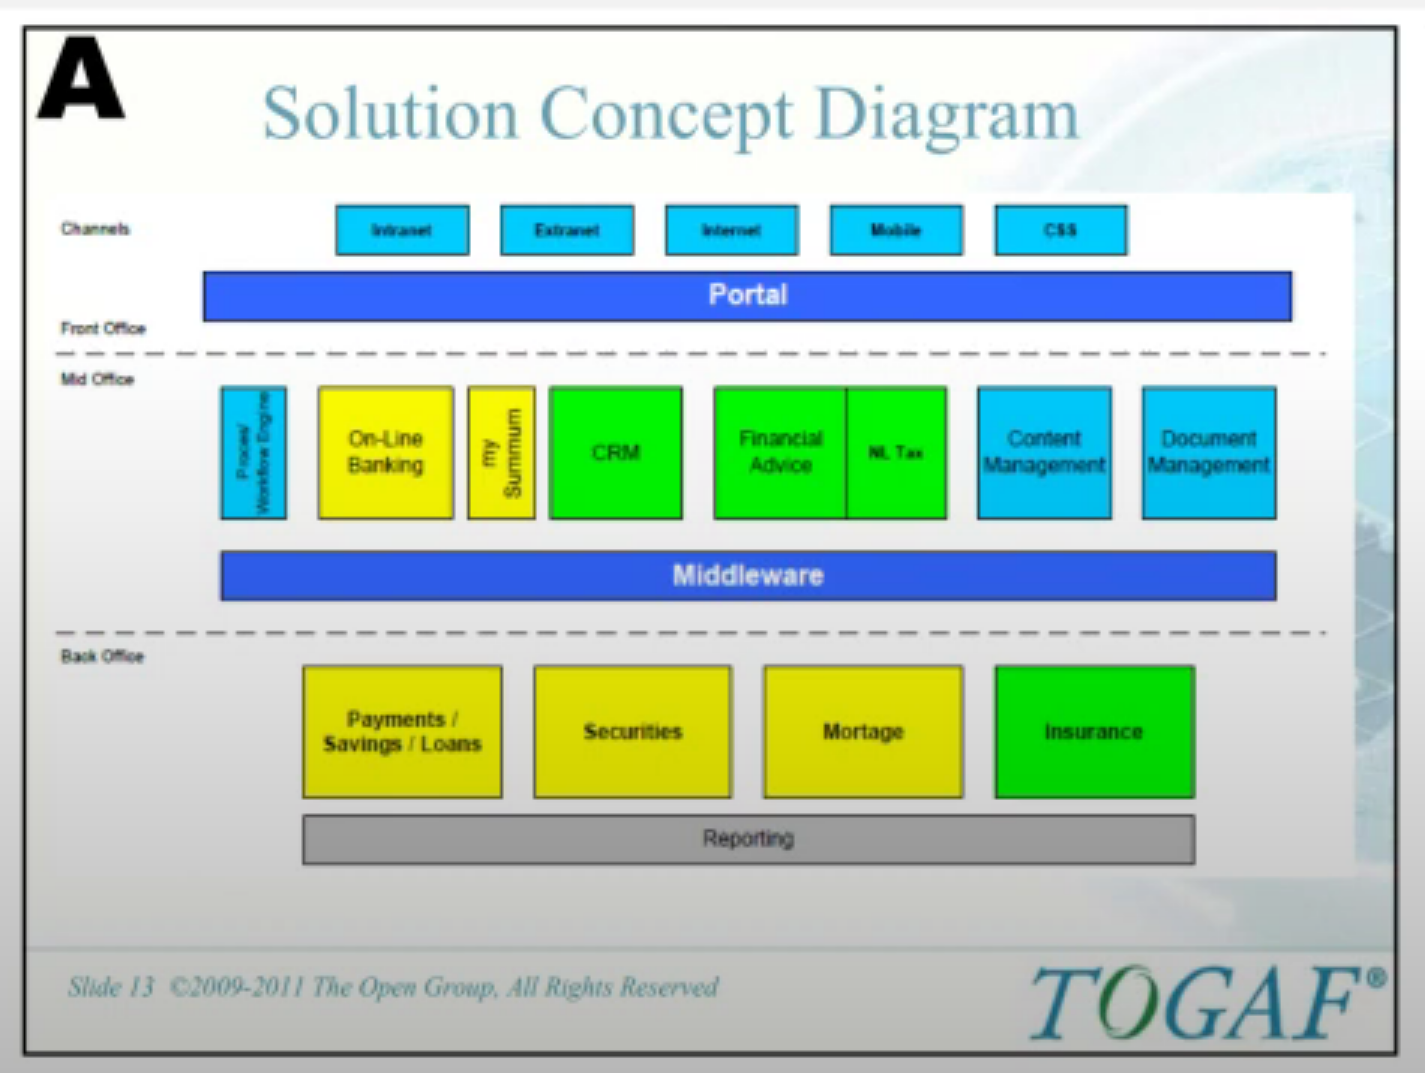 A
Solution Concept Diagram
Channels
Intranet
Extranet
Internet
Mobile
CSS
Portal
Front Office
Mid Office
Proces/
Workflow Engine
On-Line
Banking
my
Summum
CRM
Financial
Advice
NL Tax
Content
Management
Document
Management
Middleware
Back Office
Payments /
Savings / Loans
Securities
Mortage
Insurance
Reporting
Slide 13 ©2009-2011 The Open Group, All Rights Reserved
TOGAF®